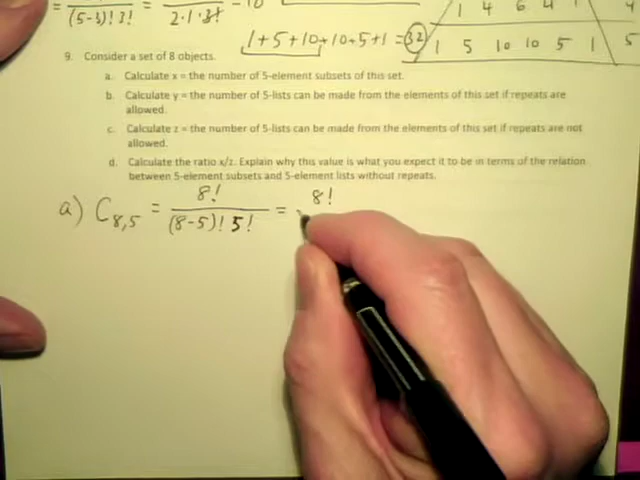 = (5-3)! 3! = 2·1·3! = 10
1+5+10+10+5+1 = 32
1 4 6 4 1 4
1 5 10 10 5 1 5
9. Consider a set of 8 objects.
a. Calculate x = the number of 5-element subsets of this set.
b. Calculate y = the number of 5-lists can be made from the elements of this set if repeats are
allowed.
c. Calculate z = the number of 5-lists can be made from the elements of this set if repeats are not
allowed.
d. Calculate the ratio x/z. Explain why this value is what you expect it to be in terms of the relation
between 5-element subsets and 5-element lists without repeats.
a) C8,5 = 8! / (8-5)! 5! = 8!